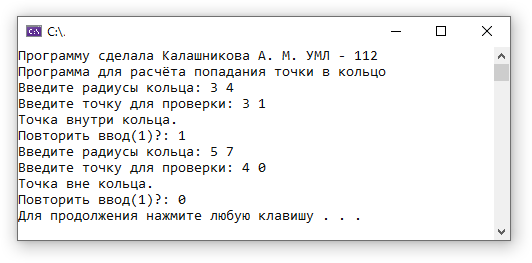 C:\.
Программу сделала Калашникова А. М. УМЛ - 112
Программа для расчёта попадания точки в кольцо
Введите радиусы кольца: 3 4
Введите точку для проверки: 3 1
Точка внутри кольца.
Повторить ввод(1)?: 1
Введите радиусы кольца: 5 7
Введите точку для проверки: 4 0
Точка вне кольца.
Повторить ввод(1)?: 0
Для продолжения нажмите любую клавишу . . .